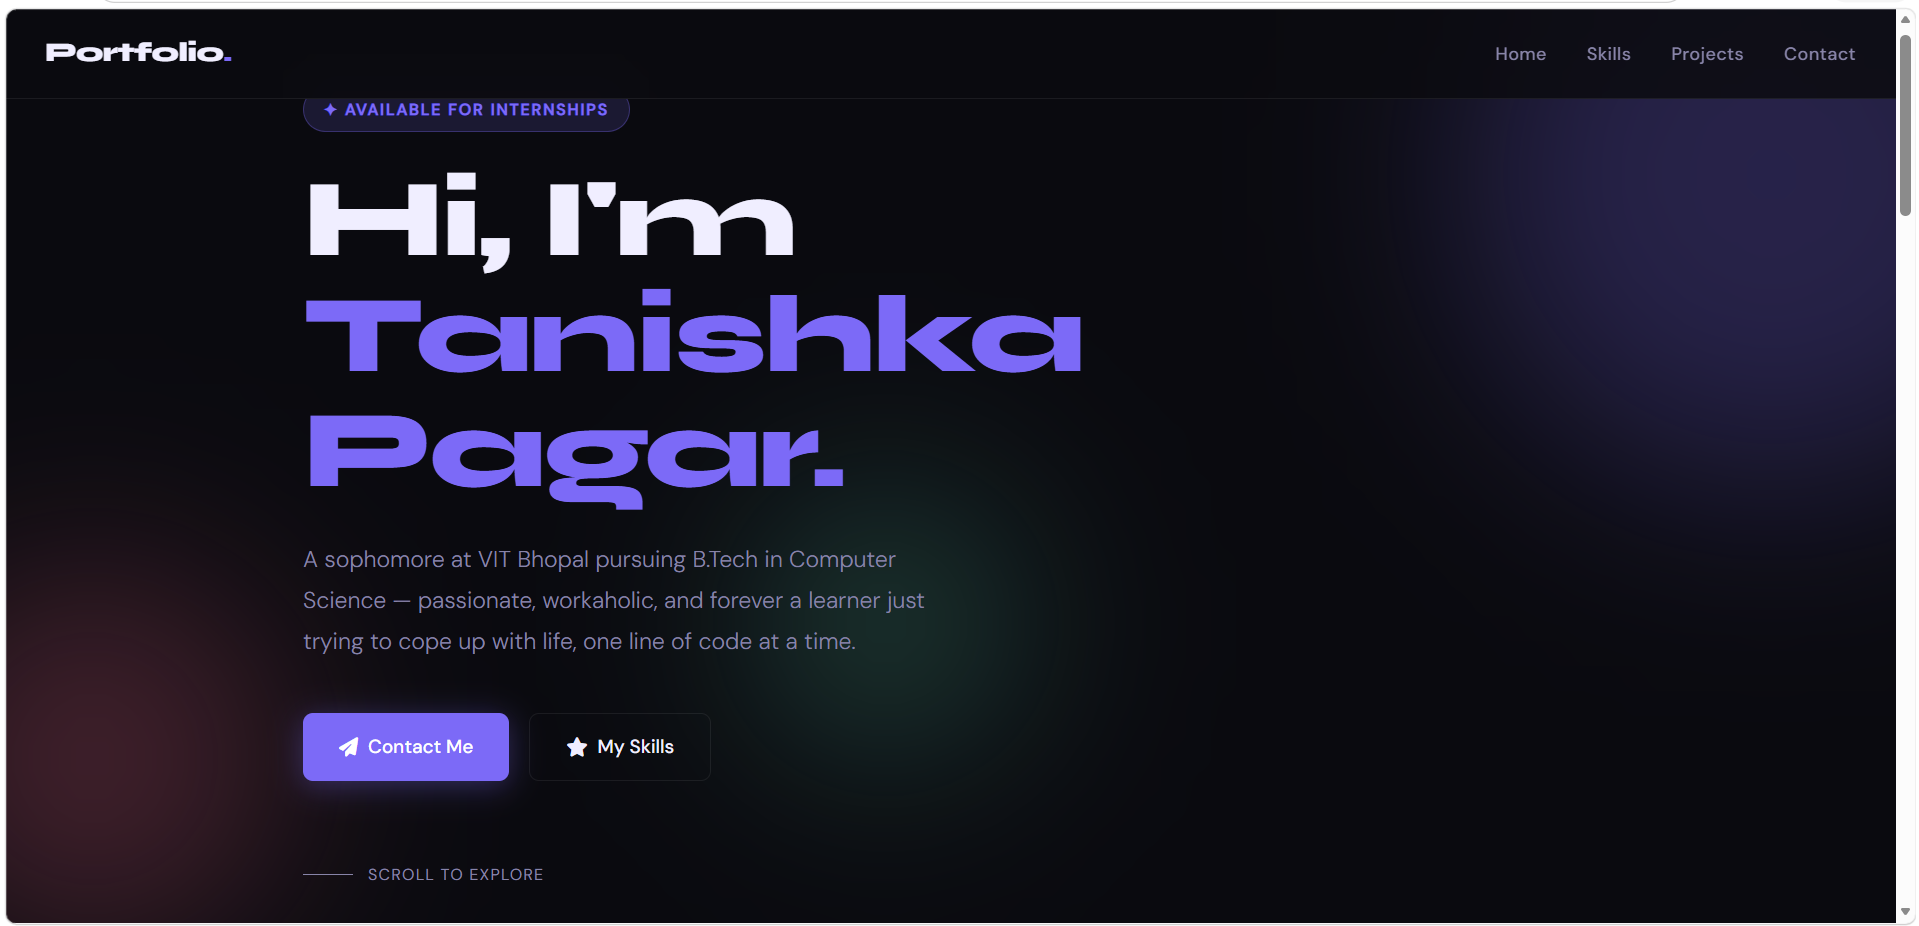 Portfolio.
Home Skills Projects Contact
✦ AVAILABLE FOR INTERNSHIPS
Hi, I'm
Tanishka
Pagar.
A sophomore at VIT Bhopal pursuing B.Tech in Computer
Science — passionate, workaholic, and forever a learner just
trying to cope up with life, one line of code at a time.
Contact Me
My Skills
SCROLL TO EXPLORE